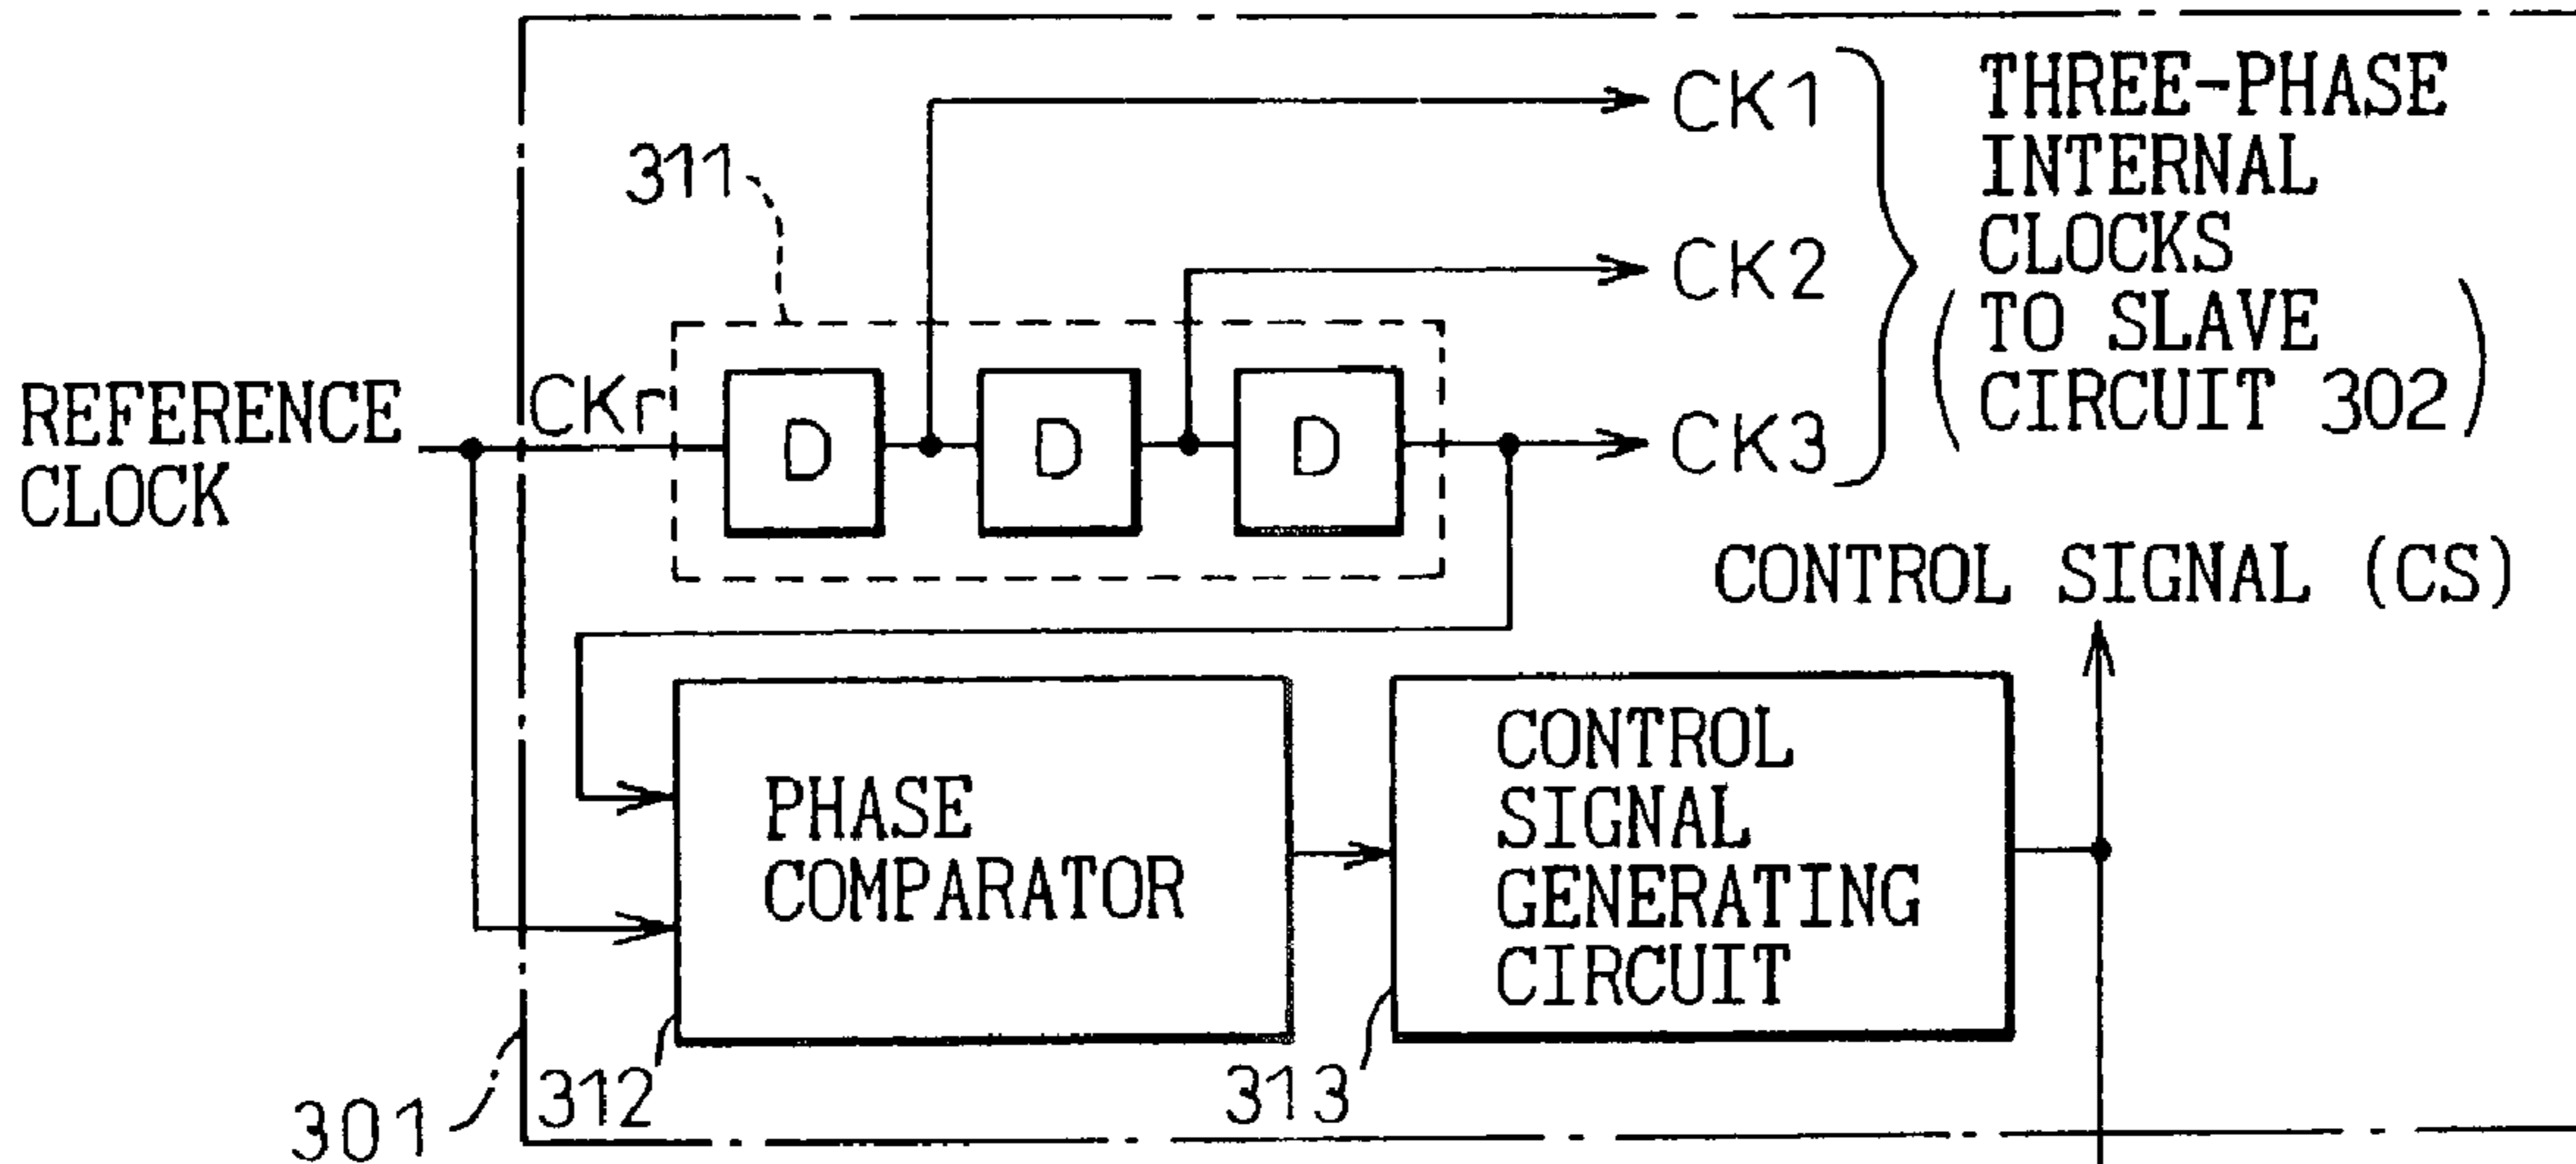 CK1
THREE-PHASE
INTERNAL
CLOCKS
(TO SLAVE
CIRCUIT 302)
311
CK2
REFERENCE
CLOCK
CKr
D
D
D
CK3
CONTROL SIGNAL (CS)
PHASE
COMPARATOR
CONTROL
SIGNAL
GENERATING
CIRCUIT
301
312
313